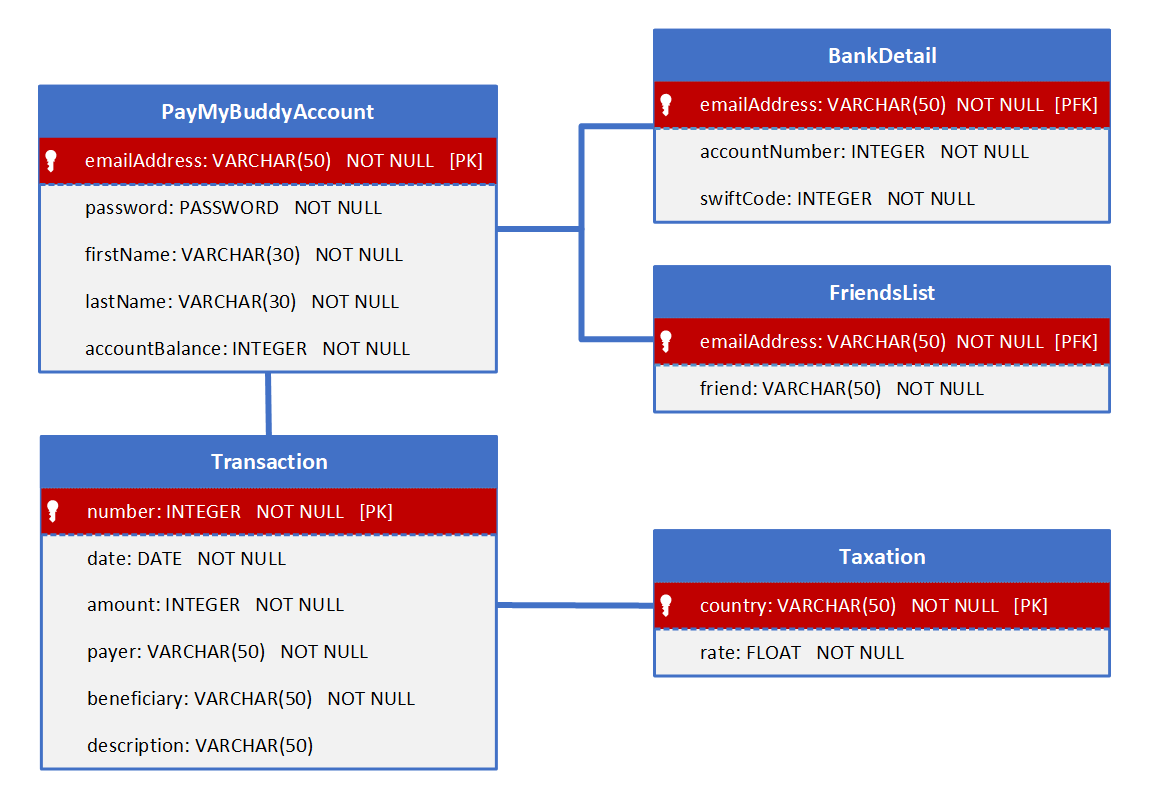 PayMyBuddyAccount
emailAddress: VARCHAR(50) NOT NULL [PK]
password: PASSWORD NOT NULL
firstName: VARCHAR(30) NOT NULL
lastName: VARCHAR(30) NOT NULL
accountBalance: INTEGER NOT NULL
BankDetail
emailAddress: VARCHAR(50) NOT NULL [PFK]
accountNumber: INTEGER NOT NULL
swiftCode: INTEGER NOT NULL
FriendsList
emailAddress: VARCHAR(50) NOT NULL [PFK]
friend: VARCHAR(50) NOT NULL
Transaction
number: INTEGER NOT NULL [PK]
date: DATE NOT NULL
amount: INTEGER NOT NULL
payer: VARCHAR(50) NOT NULL
beneficiary: VARCHAR(50) NOT NULL
description: VARCHAR(50)
Taxation
country: VARCHAR(50) NOT NULL [PK]
rate: FLOAT NOT NULL